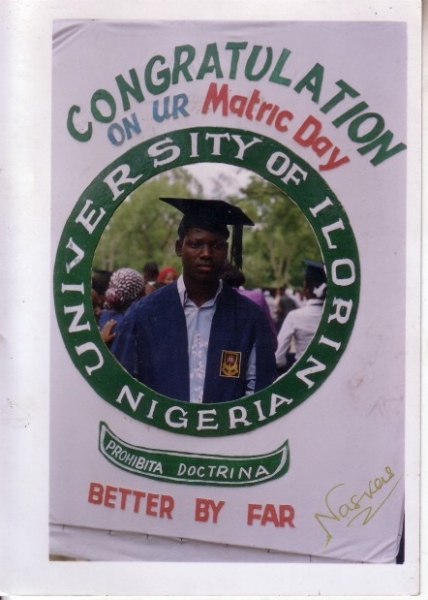 CONGRATULATION
ON UR Matric Day
UNIVERSITY OF ILORIN
NIGERIA
PROHIBITA DOCTRINA
BETTER BY FAR